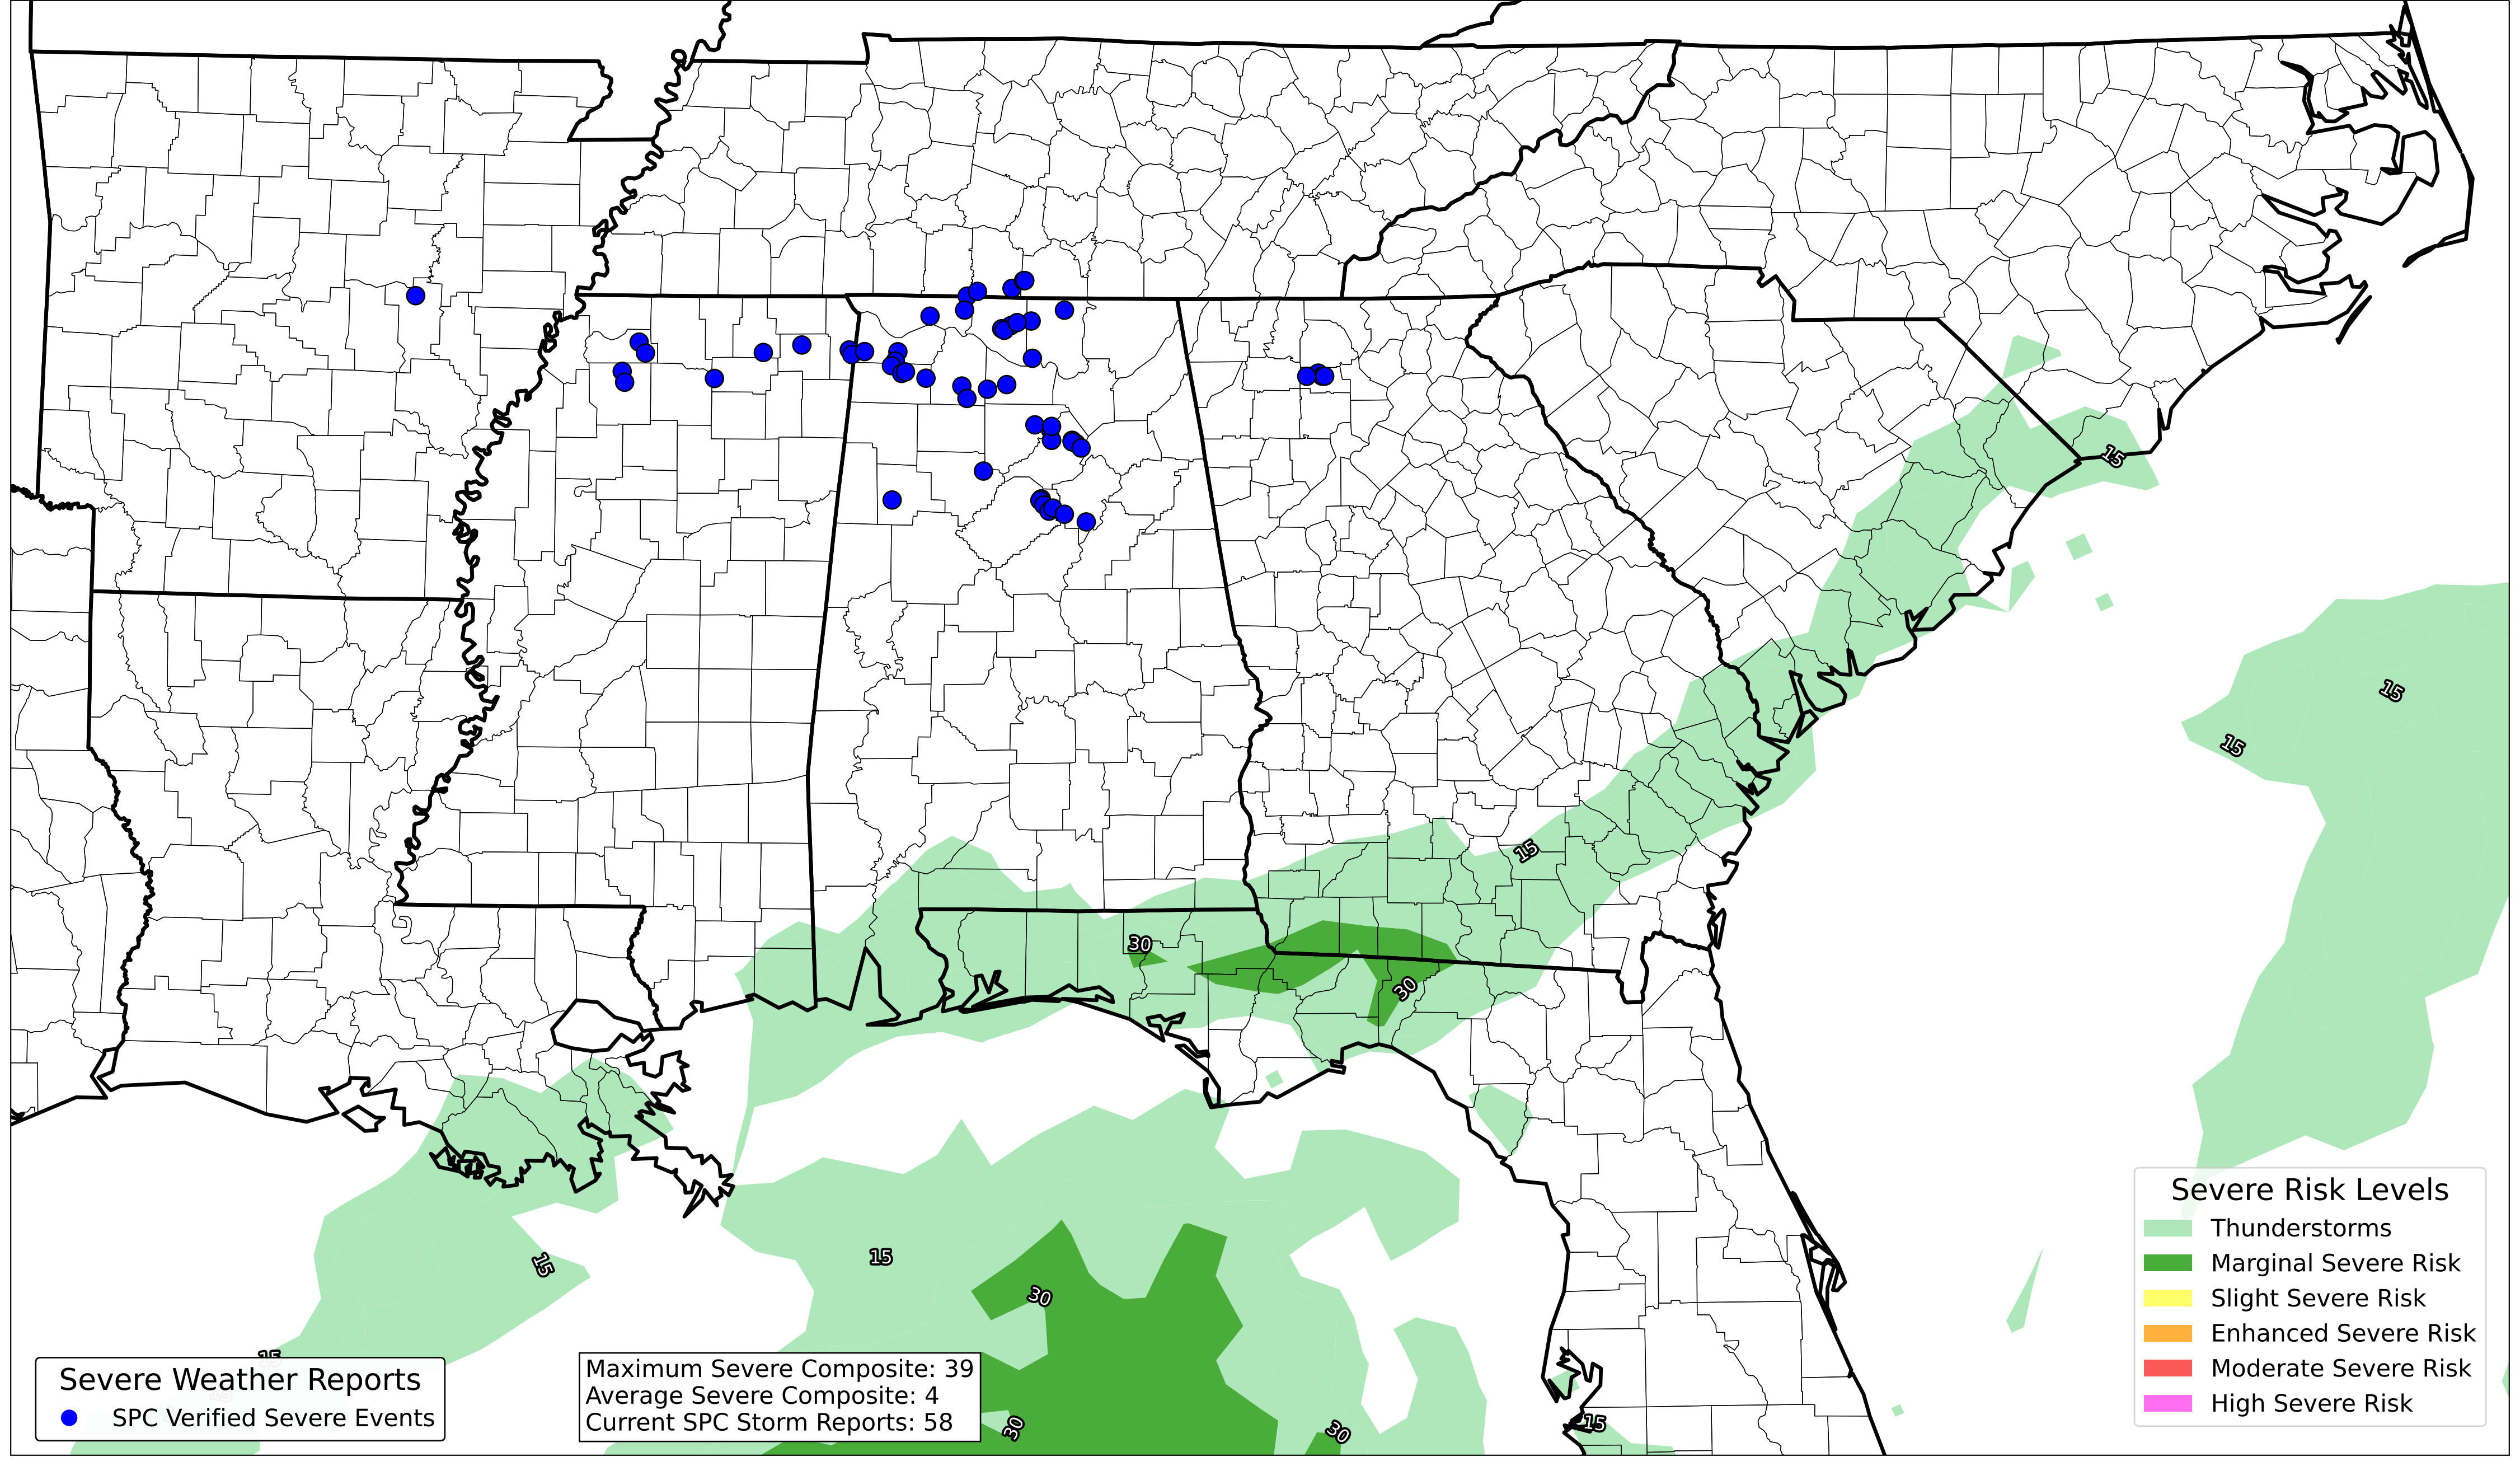 15
15
15
15
30
30
15
15
30
15
Severe Weather Reports
SPC Verified Severe Events
Maximum Severe Composite: 39
Average Severe Composite: 4
Current SPC Storm Reports: 58
30
30
15
Severe Risk Levels
Thunderstorms
Marginal Severe Risk
Slight Severe Risk
Enhanced Severe Risk
Moderate Severe Risk
High Severe Risk